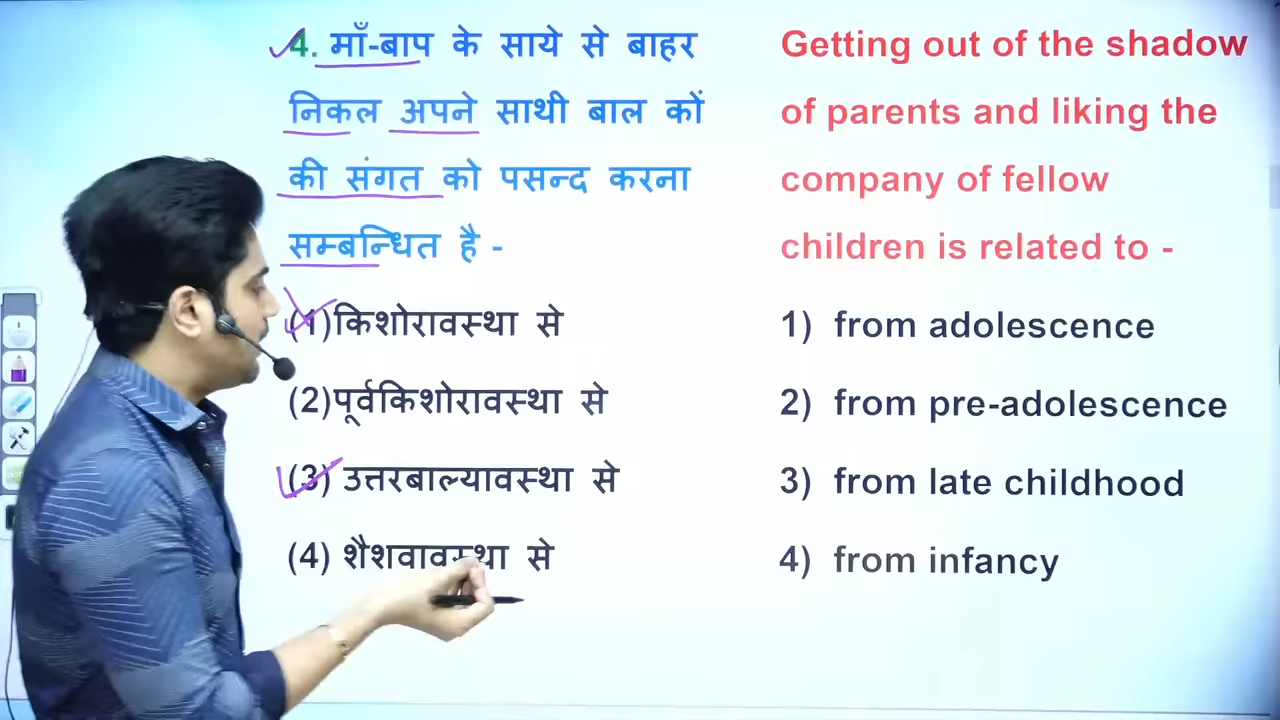 4. माँ-बाप के साये से बाहर
निकल अपने साथी बाल कों
की संगत को पसन्द करना
सम्बन्धित है -
(1)किशोरावस्था से
(2)पूर्वकिशोरावस्था से
(3) उत्तरबाल्यावस्था से
(4) शैशवावस्था से
Getting out of the shadow
of parents and liking the
company of fellow
children is related to -
1) from adolescence
2) from pre-adolescence
3) from late childhood
4) from infancy